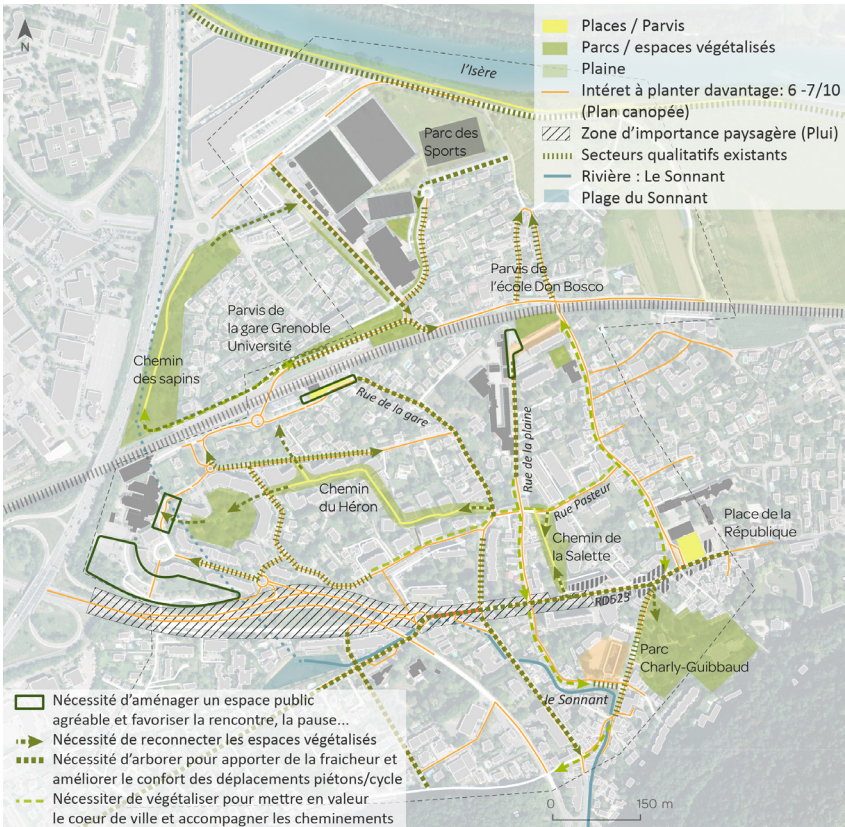 N
l'Isère
Places / Parvis
Parcs / espaces végétalisés
Plaine
Intéret à planter davantage: 6 -7/10
(Plan canopée)
Zone d'importance paysagère (Plui)
Secteurs qualitatifs existants
Rivière : Le Sonnant
Plage du Sonnant
Parc des
Sports
Parvis de
l'école Don Bosco
Parvis de
la gare Grenoble
Université
Chemin
des sapins
Rue de la gare
Rue de la plaine
Chemin
du Héron
Rue Pasteur
Chemin de
la Salette
Place de la
République
RD523
Parc
Charly-Guibbaud
le Sonnant
Nécessité d'aménager un espace public
agréable et favoriser la rencontre, la pause...
Nécessité de reconnecter les espaces végétalisés
Nécessité d'arborer pour apporter de la fraicheur et
améliorer le confort des déplacements piétons/cycle
Nécessiter de végétaliser pour mettre en valeur
le coeur de ville et accompagner les cheminements
0 150 m